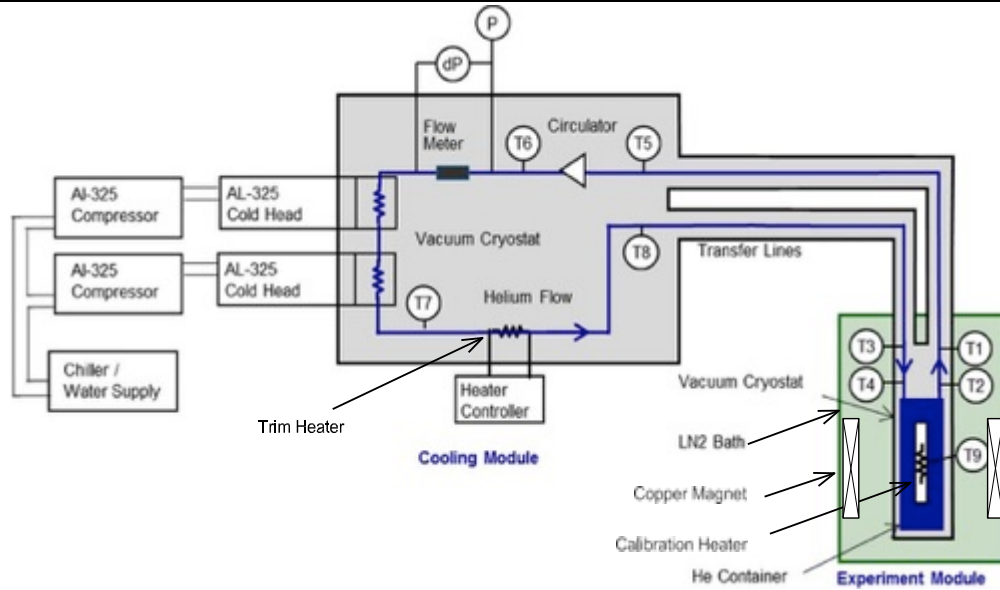 P
dP
Flow
Meter
T6
Circulator
T5
AI-325
Compressor
AL-325
Cold Head
Vacuum Cryostat
T8
Transfer Lines
AI-325
Compressor
AL-325
Cold Head
T7
Helium Flow
Chiller /
Water Supply
Heater
Controller
Trim Heater
Cooling Module
T3
T1
T4
T2
Vacuum Cryostat
LN2 Bath
T9
Copper Magnet
Calibration Heater
He Container
Experiment Module